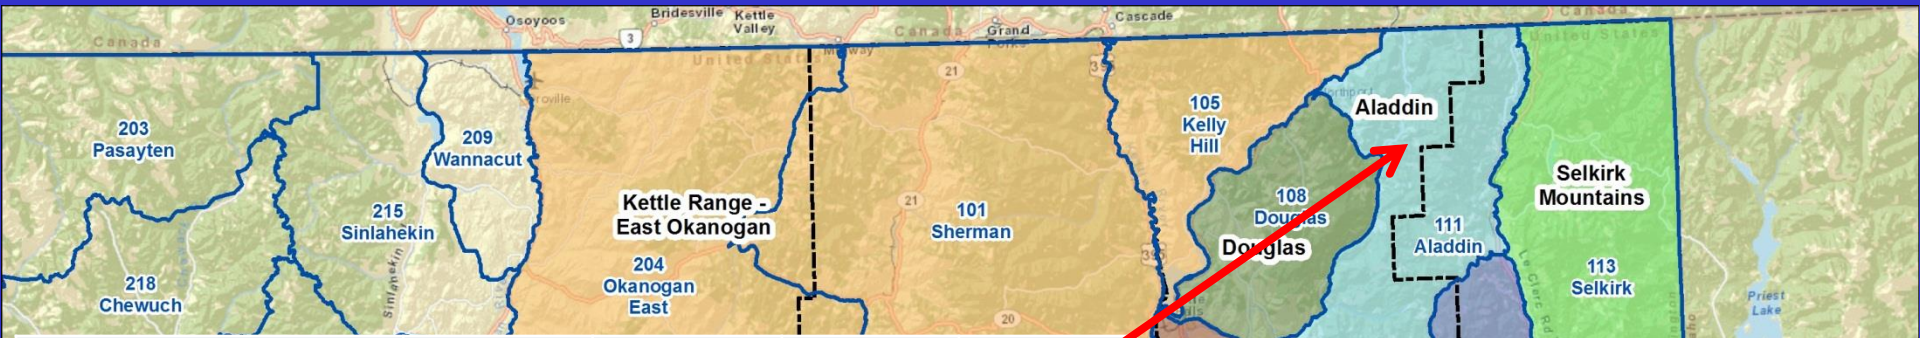 Osoyoos
Bridesville
Kettle
Valley
Cascade
Canada
3
Canada
Grand
Canada
United States
Midway
21
395
United States
203
Pasayten
209
Wannacut
105
Kelly
Hill
Aladdin
Selkirk
Mountains
Kettle Range -
East Okanogan
215
Sinlahekin
21
101
Sherman
108
Douglas
Douglas
111
Aladdin
395
204
Okanogan
East
218
Chewuch
Sinlahekin
113
Selkirk
Le Clerc Rd
Priest
Lake
20